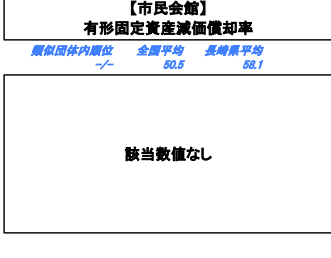 【市民会館】
有形固定資産減価償却率
類似団体内順位 全国平均 長崎県平均
-/- 50.5 58.1
該当数値なし